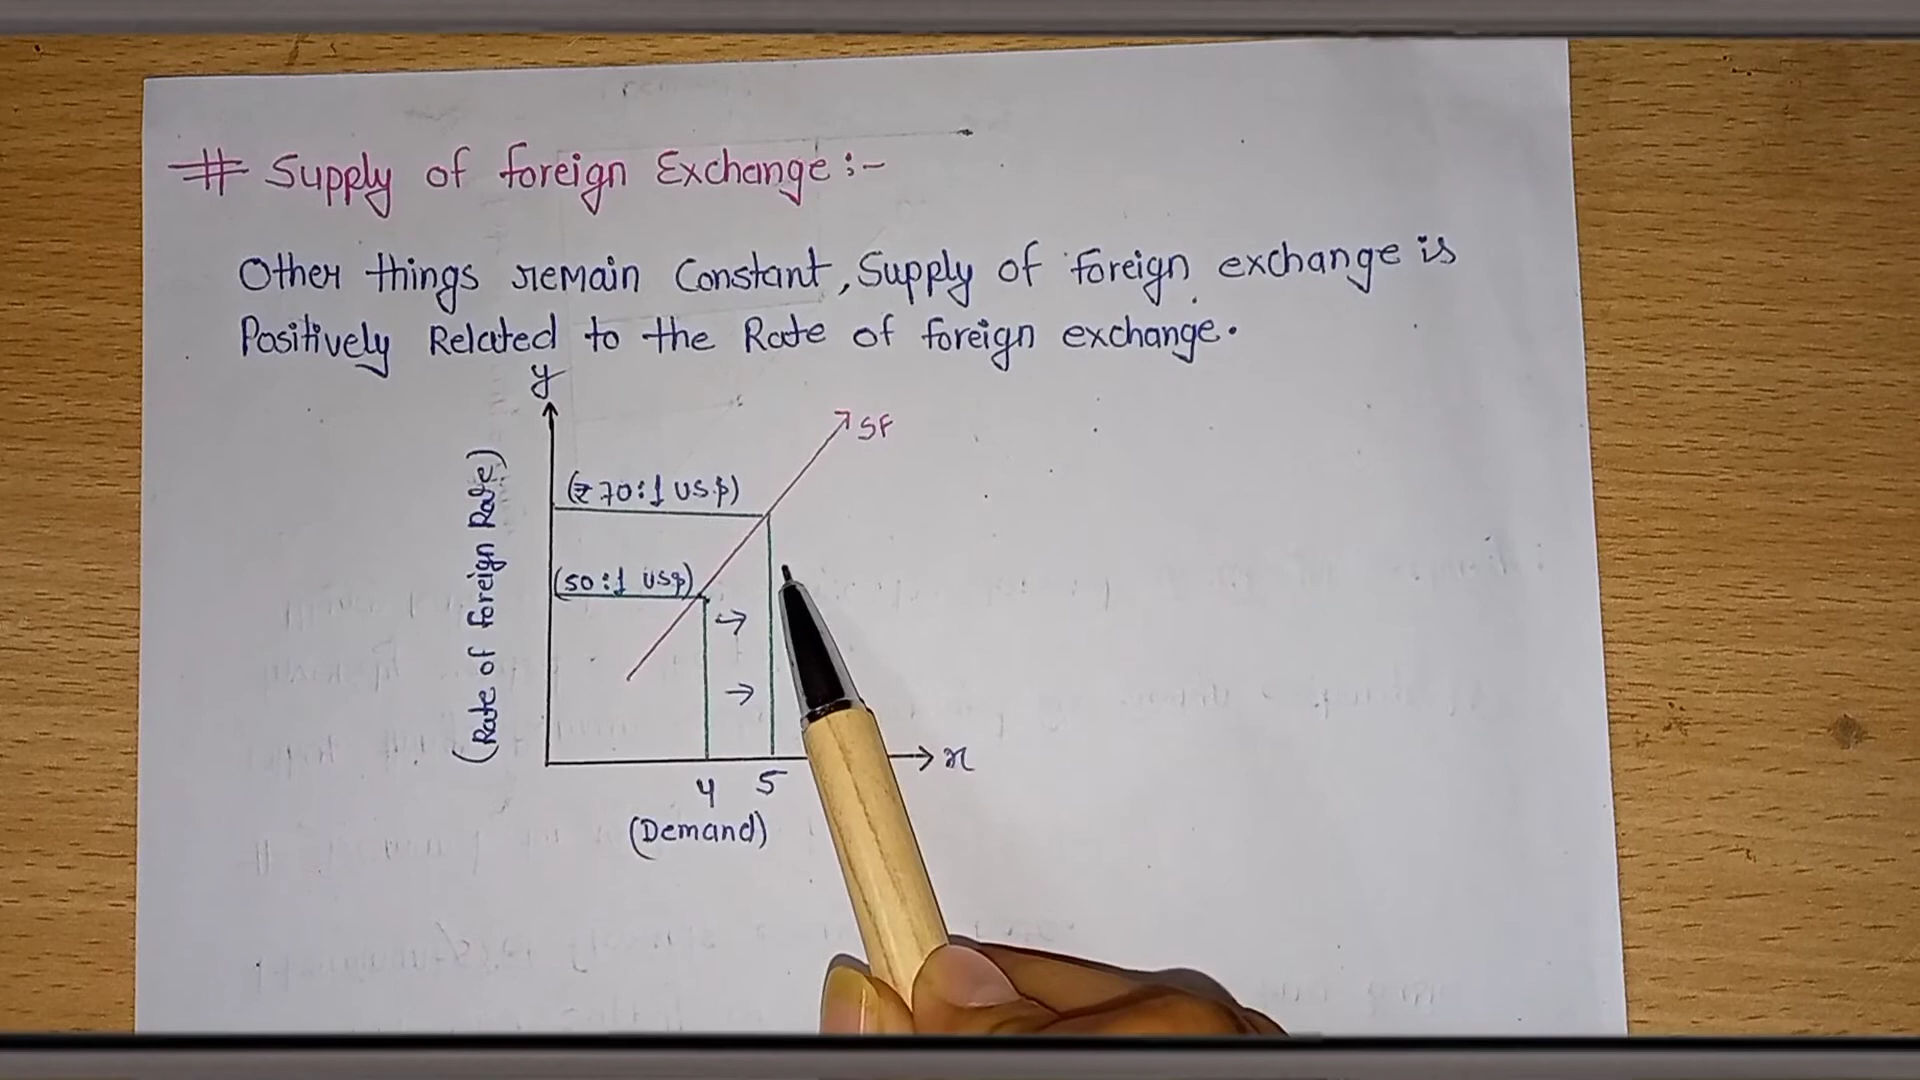 # Supply of foreign Exchange:-
Other things remain Constant, Supply of foreign exchange is
Positively Related to the Rate of foreign exchange.
y
SF
(₹ 70:1 US$)
(50:1 US$)
(Rate of foreign Rate)
x
4 5
(Demand)